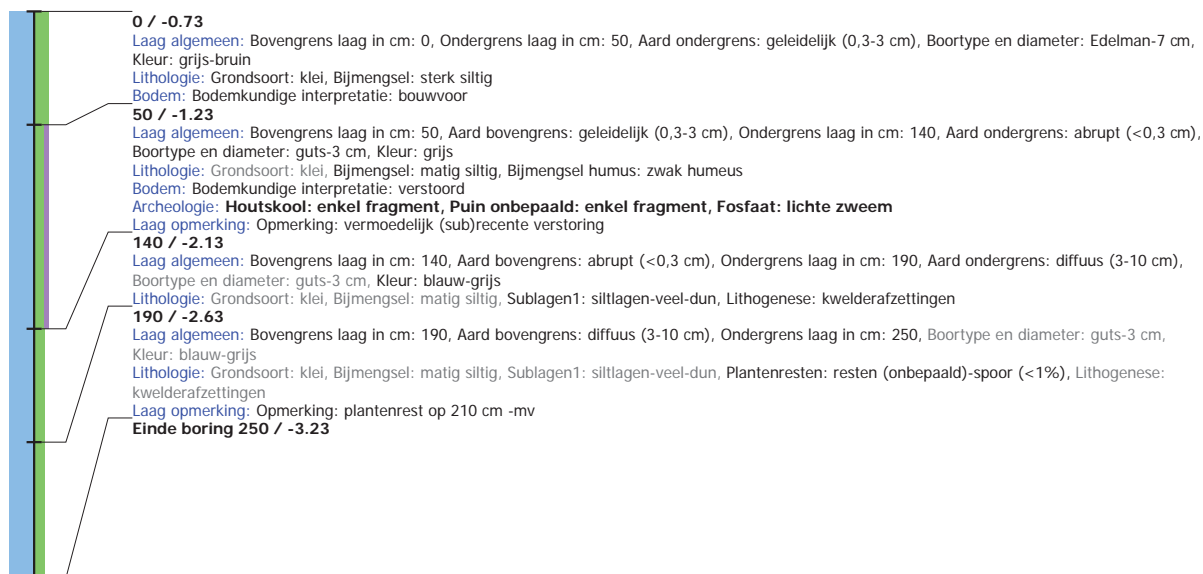 0 / -0.73
Laag algemeen: Bovengrens laag in cm: 0, Ondergrens laag in cm: 50, Aard ondergrens: geleidelijk (0,3-3 cm), Boortype en diameter: Edelman-7 cm,
Kleur: grijs-bruin
Lithologie: Grondsoort: klei, Bijmengsel: sterk siltig
Bodem: Bodemkundige interpretatie: bouwvoor
50 / -1.23
Laag algemeen: Bovengrens laag in cm: 50, Aard bovengrens: geleidelijk (0,3-3 cm), Ondergrens laag in cm: 140, Aard ondergrens: abrupt (<0,3 cm),
Boortype en diameter: guts-3 cm, Kleur: grijs
Lithologie: Grondsoort: klei, Bijmengsel: matig siltig, Bijmengsel humus: zwak humeus
Bodem: Bodemkundige interpretatie: verstoord
Archeologie: Houtskool: enkel fragment, Puin onbepaald: enkel fragment, Fosfaat: lichte zweem
Laag opmerking: Opmerking: vermoedelijk (sub)recente verstoring
140 / -2.13
Laag algemeen: Bovengrens laag in cm: 140, Aard bovengrens: abrupt (<0,3 cm), Ondergrens laag in cm: 190, Aard ondergrens: diffuus (3-10 cm),
Boortype en diameter: guts-3 cm, Kleur: blauw-grijs
Lithologie: Grondsoort: klei, Bijmengsel: matig siltig, Sublagen1: siltlagen-veel-dun, Lithogenese: kwelderafzettingen
190 / -2.63
Laag algemeen: Bovengrens laag in cm: 190, Aard bovengrens: diffuus (3-10 cm), Ondergrens laag in cm: 250, Boortype en diameter: guts-3 cm,
Kleur: blauw-grijs
Lithologie: Grondsoort: klei, Bijmengsel: matig siltig, Sublagen1: siltlagen-veel-dun, Plantenresten: resten (onbepaald)-spoor (<1%), Lithogenese:
kwelderafzettingen
Laag opmerking: Opmerking: plantenrest op 210 cm -mv
Einde boring 250 / -3.23